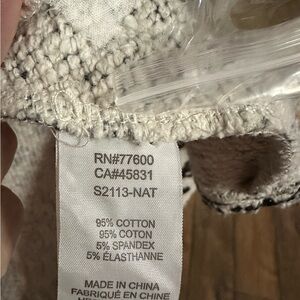 RN#77600
CA#45831
S2113-NAT
95% COTTON
95% COTON
5% SPANDEX
5% ÉLASTHANNE
MADE IN CHINA
FABRIQUÉ EN CHINE